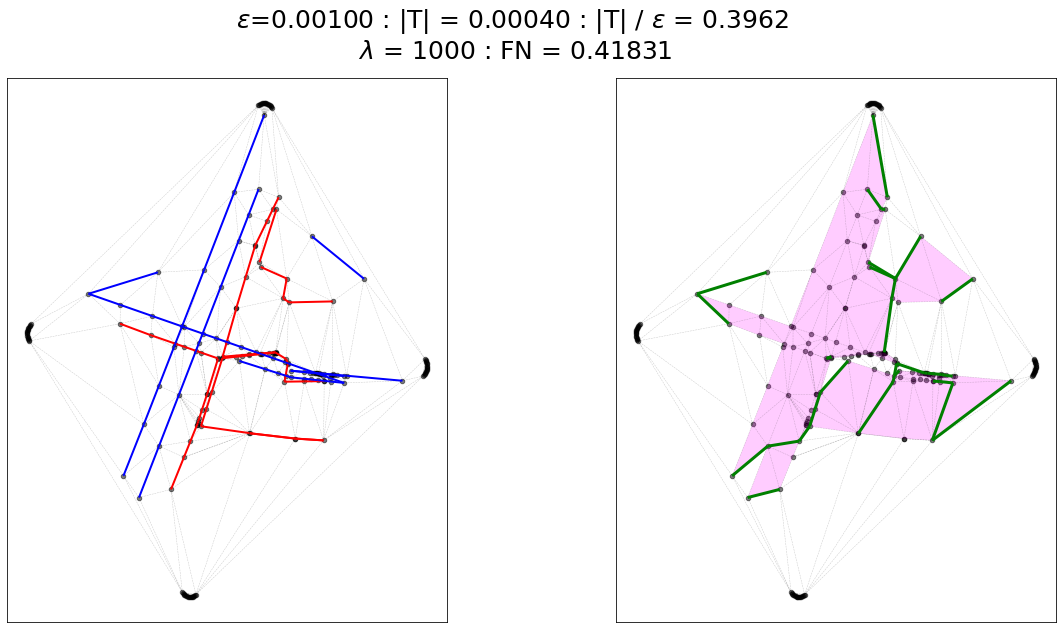 ε=0.00100 : |T| = 0.00040 : |T| / ε = 0.3962
λ = 1000 : FN = 0.41831